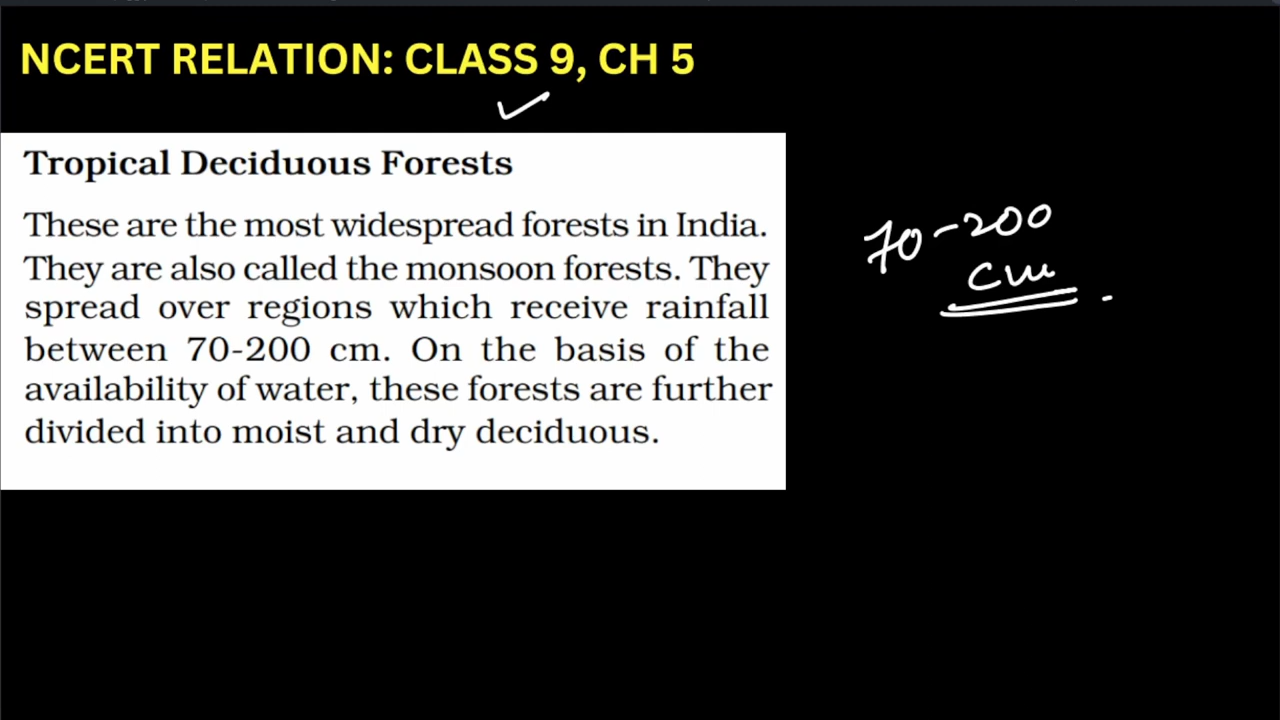 NCERT RELATION: CLASS 9, CH 5
Tropical Deciduous Forests
These are the most widespread forests in India.
They are also called the monsoon forests. They
spread over regions which receive rainfall
between 70-200 cm. On the basis of the
availability of water, these forests are further
divided into moist and dry deciduous.
70-200
cm